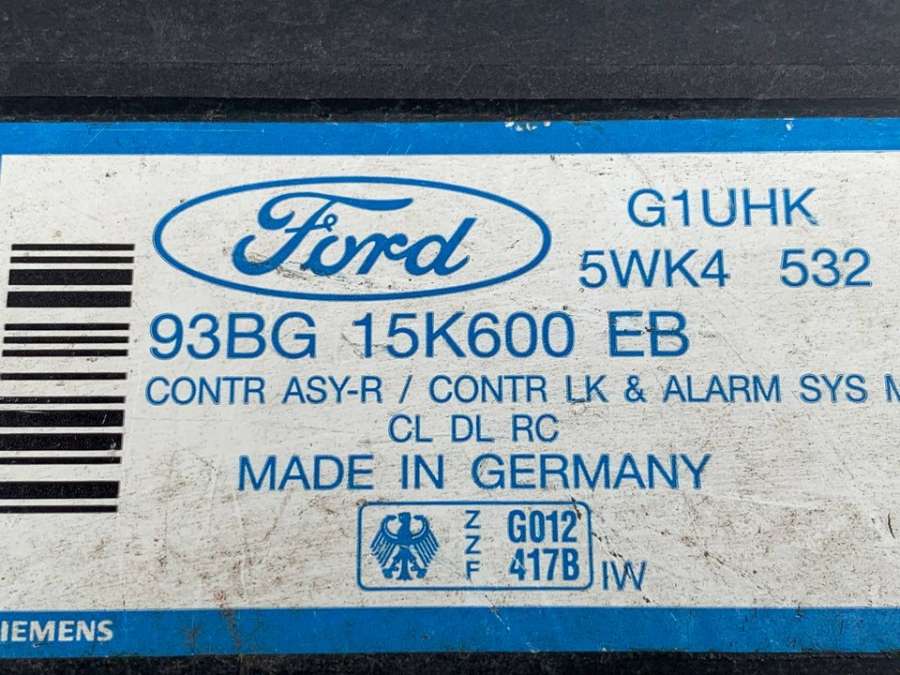 Ford
G1UHK
5WK4 532
93BG 15K600 EB
CONTR ASY-R / CONTR LK & ALARM SYS M
CL DL RC
MADE IN GERMANY
ZZF
G012
417B
IW
IEMENS